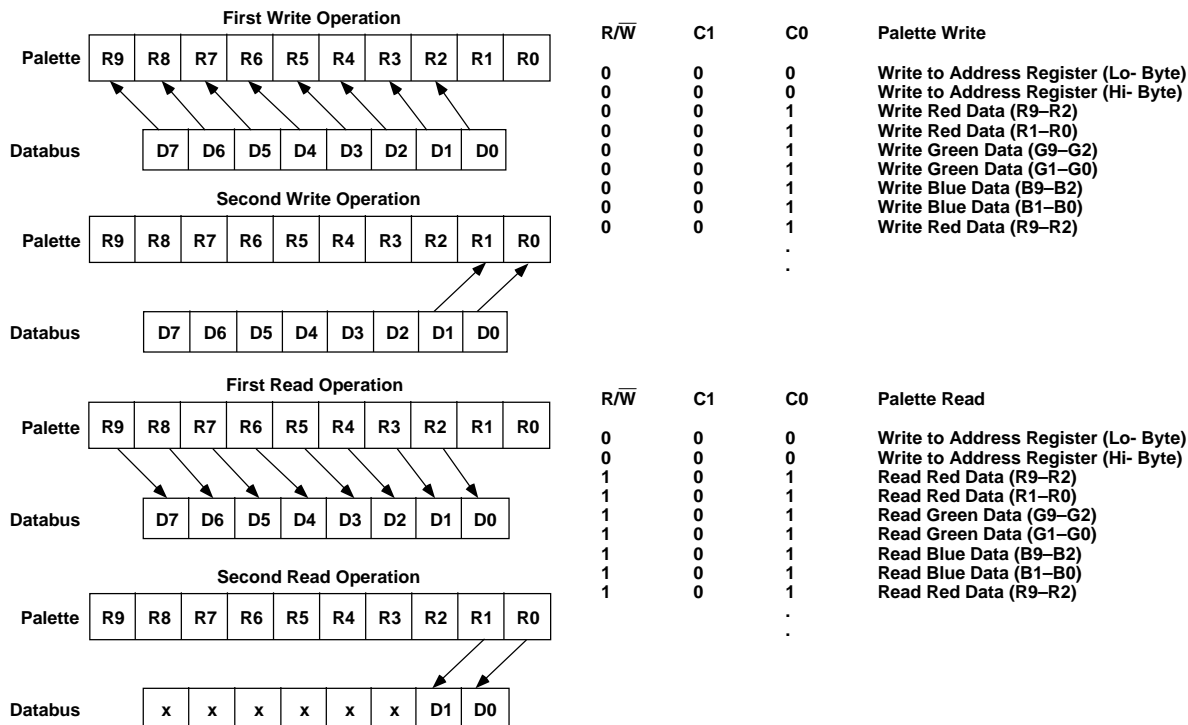 First Write Operation
Palette R9 R8 R7 R6 R5 R4 R3 R2 R1 R0
Databus D7 D6 D5 D4 D3 D2 D1 D0
Second Write Operation
Palette R9 R8 R7 R6 R5 R4 R3 R2 R1 R0
Databus D7 D6 D5 D4 D3 D2 D1 D0
R/W̅ C1 C0 Palette Write
0 0 0 Write to Address Register (Lo- Byte)
0 0 0 Write to Address Register (Hi- Byte)
0 0 1 Write Red Data (R9–R2)
0 0 1 Write Red Data (R1–R0)
0 0 1 Write Green Data (G9–G2)
0 0 1 Write Green Data (G1–G0)
0 0 1 Write Blue Data (B9–B2)
0 0 1 Write Blue Data (B1–B0)
0 0 1 Write Red Data (R9–R2)
.
.
First Read Operation
Palette R9 R8 R7 R6 R5 R4 R3 R2 R1 R0
Databus D7 D6 D5 D4 D3 D2 D1 D0
Second Read Operation
Palette R9 R8 R7 R6 R5 R4 R3 R2 R1 R0
Databus x x x x x x D1 D0
R/W̅ C1 C0 Palette Read
0 0 0 Write to Address Register (Lo- Byte)
0 0 0 Write to Address Register (Hi- Byte)
1 0 1 Read Red Data (R9–R2)
1 0 1 Read Red Data (R1–R0)
1 0 1 Read Green Data (G9–G2)
1 0 1 Read Green Data (G1–G0)
1 0 1 Read Blue Data (B9–B2)
1 0 1 Read Blue Data (B1–B0)
1 0 1 Read Red Data (R9–R2)
.
.